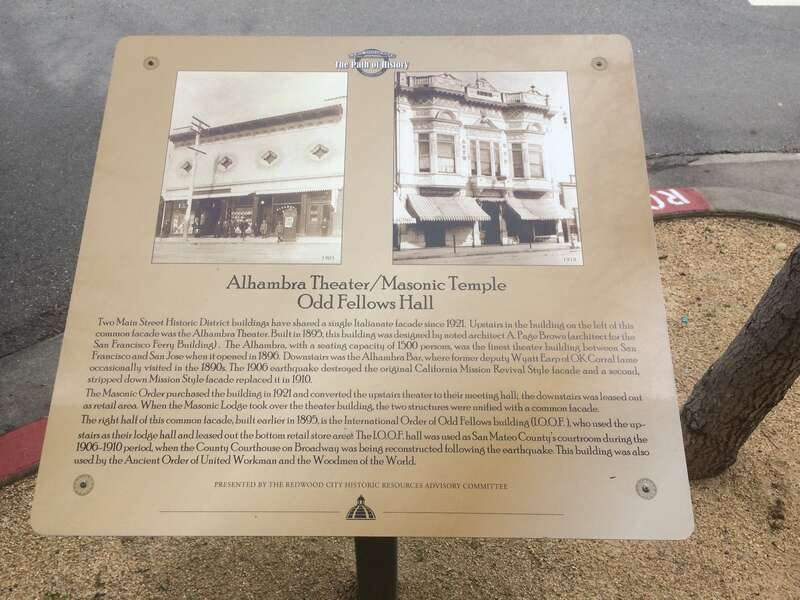 The Path of History
1905
1910
Alhambra Theater/Masonic Temple
Odd Fellows Hall
Two Main Street Historic District buildings have shared a single Italianate facade since 1921. Upstairs in the building on the left of this
common facade was the Alhambra Theater. Built in 1895, this building was designed by noted architect A. Page Brown (architect for the
San Francisco Ferry Building). The Alhambra, with a seating capacity of 1500 persons, was the finest theater building between San
Francisco and San Jose when it opened in 1896. Downstairs was the Alhambra Bar, where former deputy Wyatt Earp of OK Corral fame
occasionally visited in the 1890s. The 1906 earthquake destroyed the original California Mission Revival Style facade and a second,
stripped down Mission Style facade replaced it in 1910.
The Masonic Order purchased the building in 1921 and converted the upstair theater to their meeting hall; the downstairs was leased out
as retail area. When the Masonic Lodge took over the theater building, the two structures were unified with a common facade.
The right half of this common facade, built earlier in 1895, is the International Order of Odd Fellows building (I.O.O.F.), who used the up-
stairs as their lodge hall and leased out the bottom retail store area. The I.O.O.F. hall was used as San Mateo County's courtroom during the
1906-1910 period, when the County Courthouse on Broadway was being reconstructed following the earthquake. This building was also
used by the Ancient Order of United Workman and the Woodmen of the World.
PRESENTED BY THE REDWOOD CITY HISTORIC RESOURCES ADVISORY COMMITTEE
RO